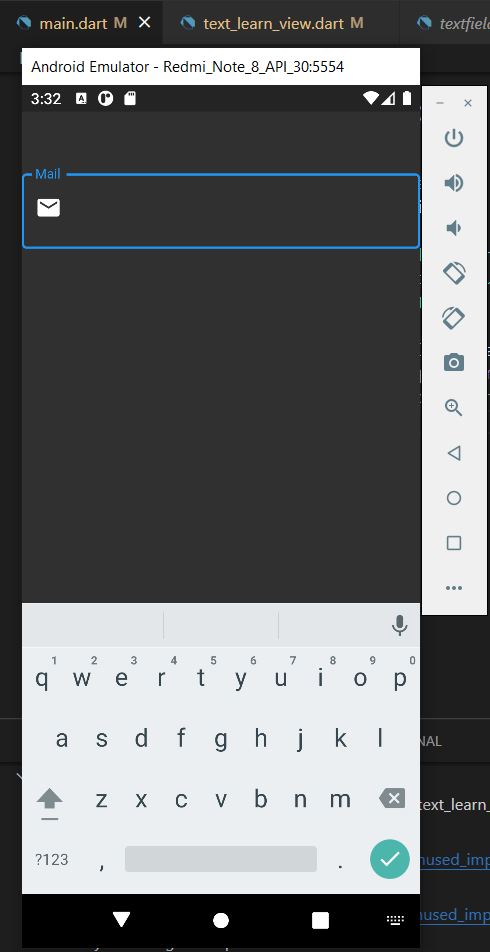 main.dart M
text_learn_view.dart M
textfield
Android Emulator - Redmi_Note_8_API_30:5554
3:32
Mail
1 2 3 4 5 6 7 8 9 0
q w e r t y u i o p
a s d f g h j k l
z x c v b n m
?123 , .
NAL
text_learn_
nused_imp
nused_imp